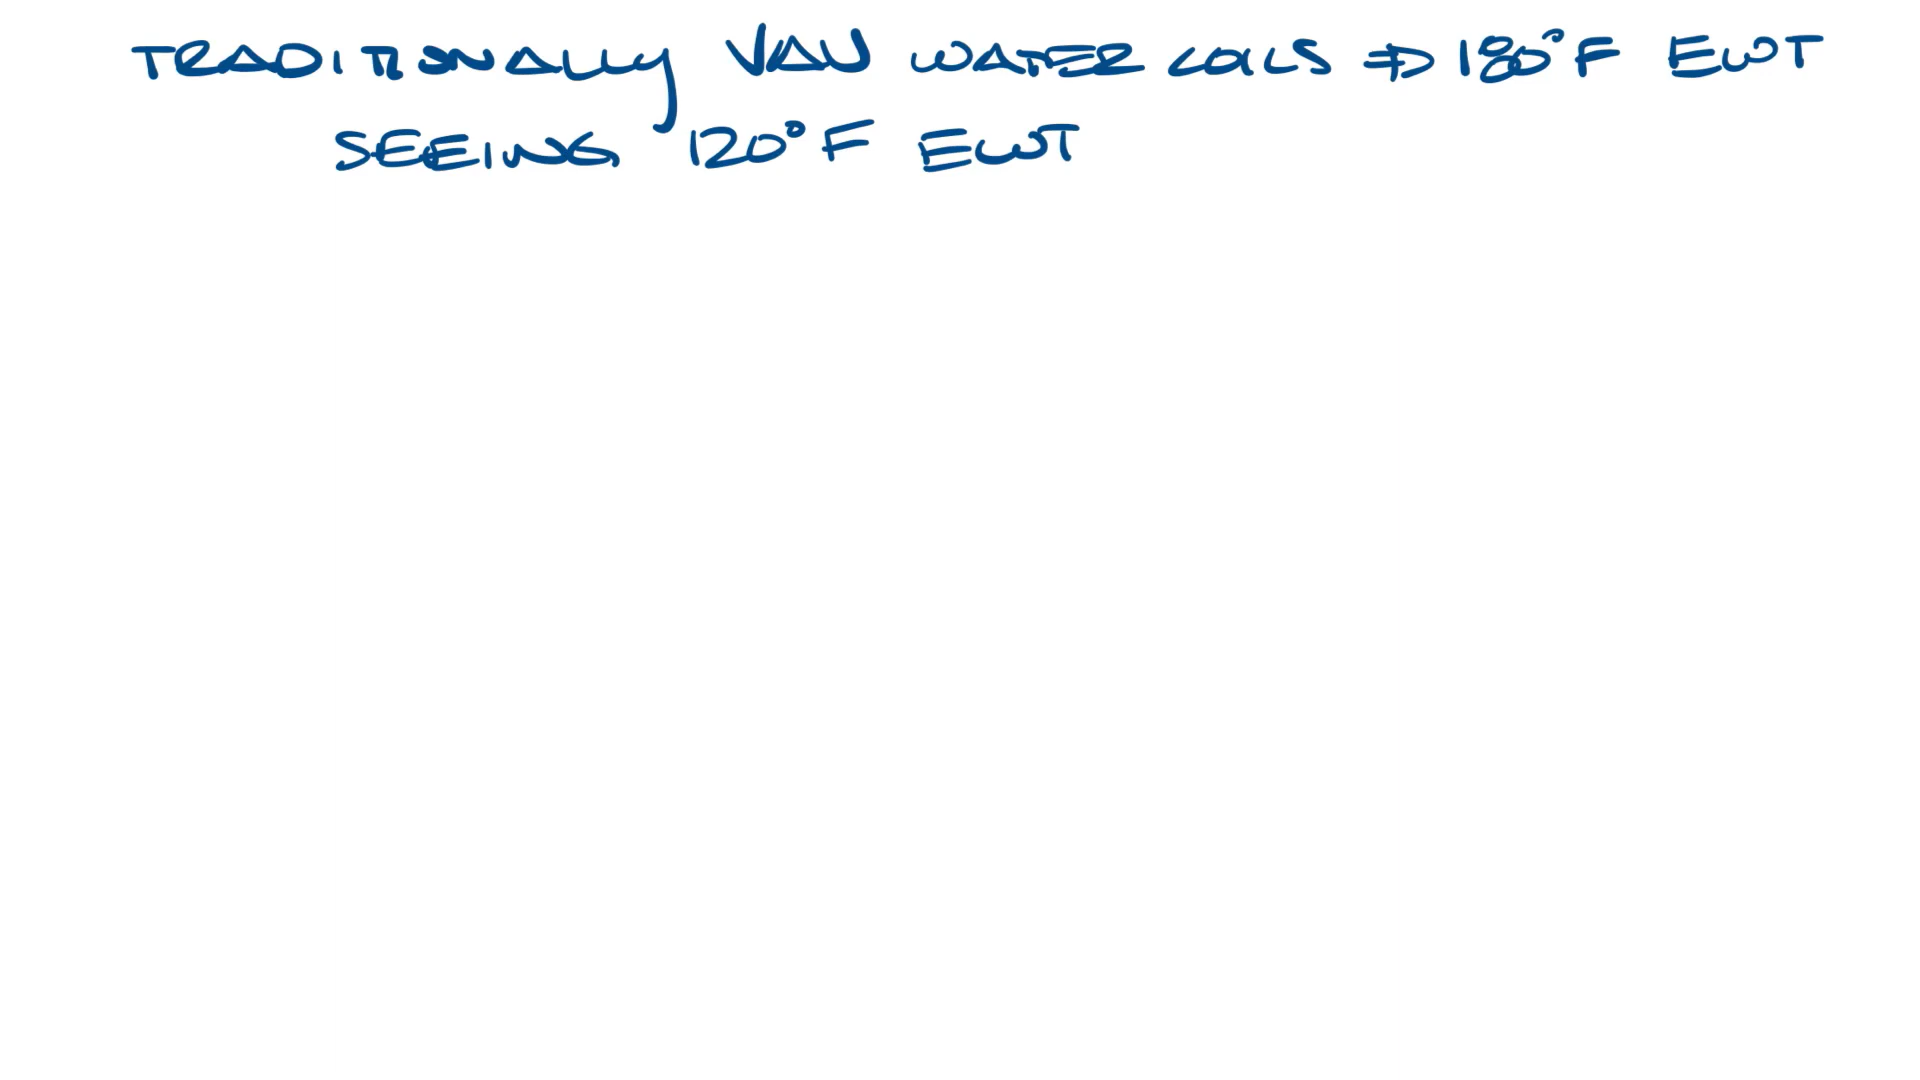 TRADITIONALLY VAV WATER COILS ⇒ 180°F EWT
SEEING 120°F EWT